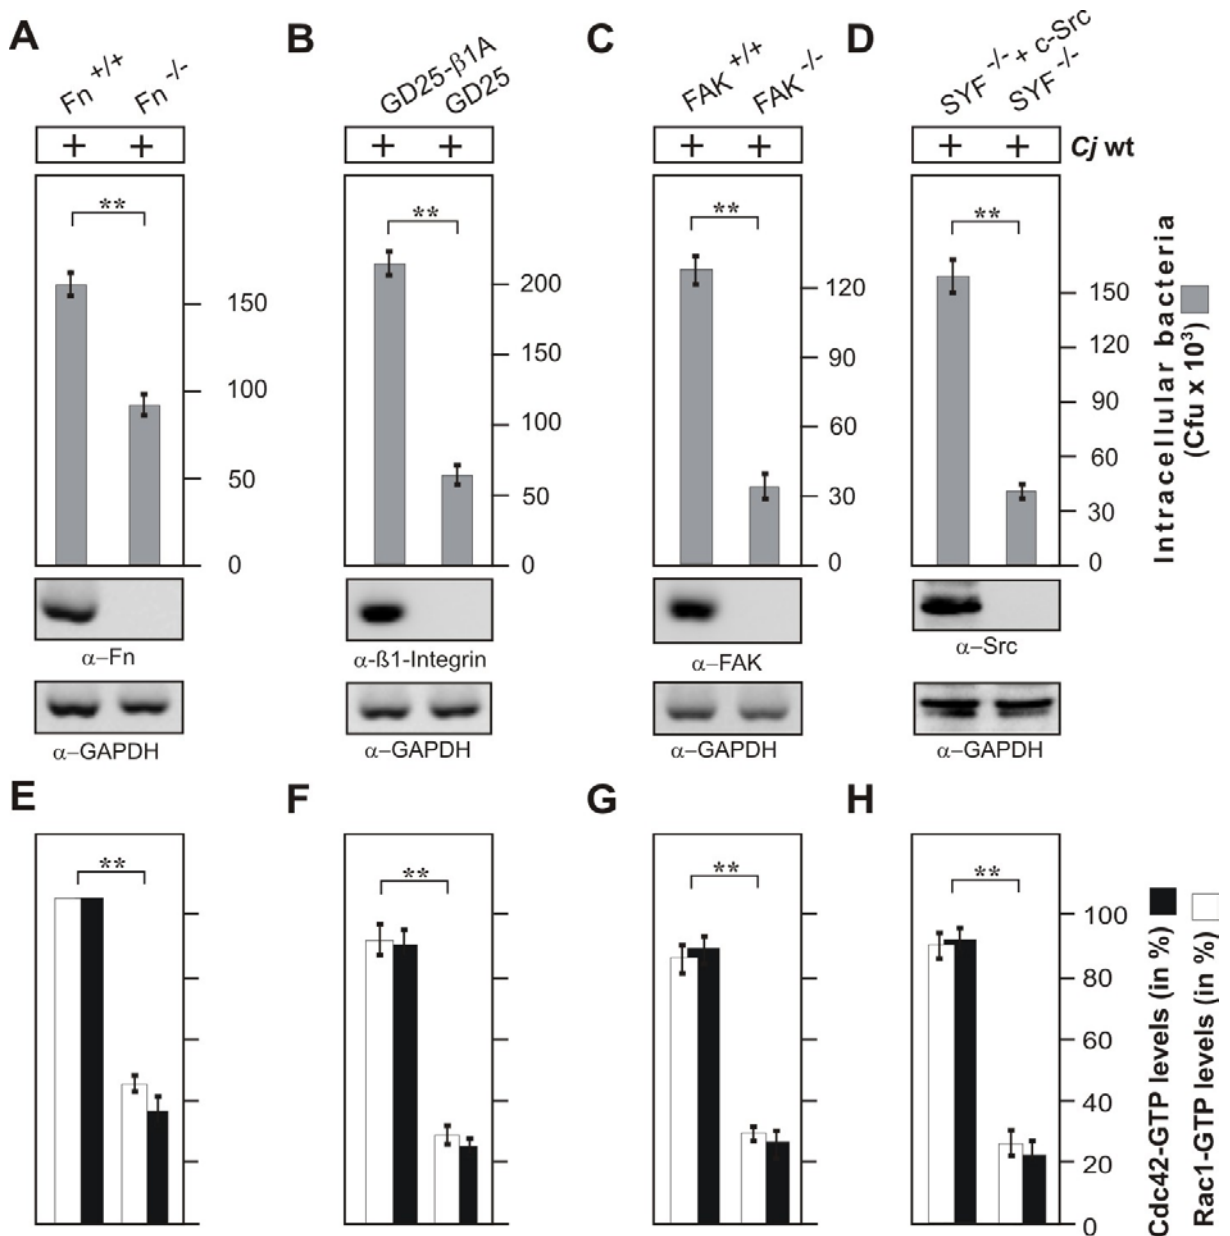 A B C D
Fn +/+ Fn -/- GD25-β1A GD25 FAK +/+ FAK -/- SYF -/- + c-Src SYF -/-
+ + + + + + + + Cj wt
** ** ** **
150
100
50
0
200
150
100
50
0
120
90
60
30
0
150
120
90
60
30
0
Intracellular bacteria
(Cfu x 10³)
α–Fn α-ß1-Integrin α–FAK α–Src
α–GAPDH α–GAPDH α–GAPDH α–GAPDH
E F G H
** ** ** **
100
80
60
40
20
0
Cdc42-GTP levels (in %)
Rac1-GTP levels (in %)